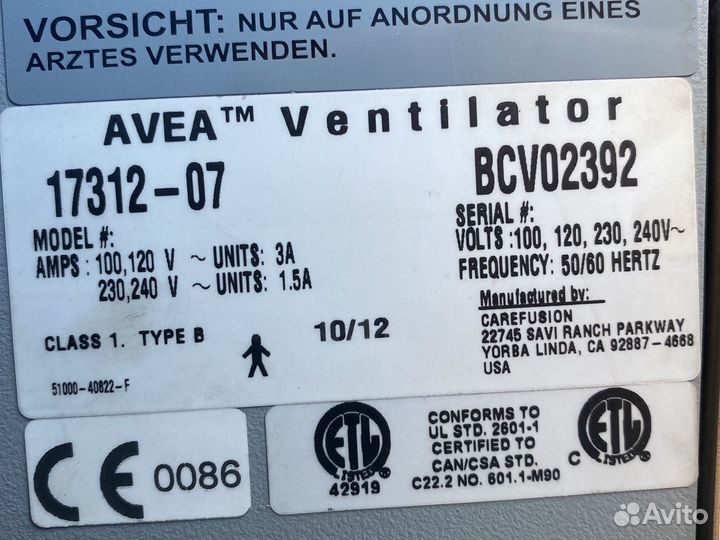 VORSICHT: NUR AUF ANORDNUNG EINES
ARZTES VERWENDEN.
AVEA™ Ventilator
17312-07
MODEL #:
AMPS : 100,120 V ~ UNITS: 3A
230,240 V ~ UNITS: 1.5A
BCV02392
SERIAL #:
VOLTS :100, 120, 230, 240V~
FREQUENCY: 50/60 HERTZ
Manufactured by:
CAREFUSION
22745 SAVI RANCH PARKWAY
YORBA LINDA, CA 92887-4668
USA
CLASS 1. TYPE B
10/12
51000-40822-F
CE 0086
ETL
LISTED
42919
CONFORMS TO
UL STD. 2601-1
CERTIFIED TO
CAN/CSA STD.
C22.2 NO. 601.1-M90
C
ETL
LISTED
Avito